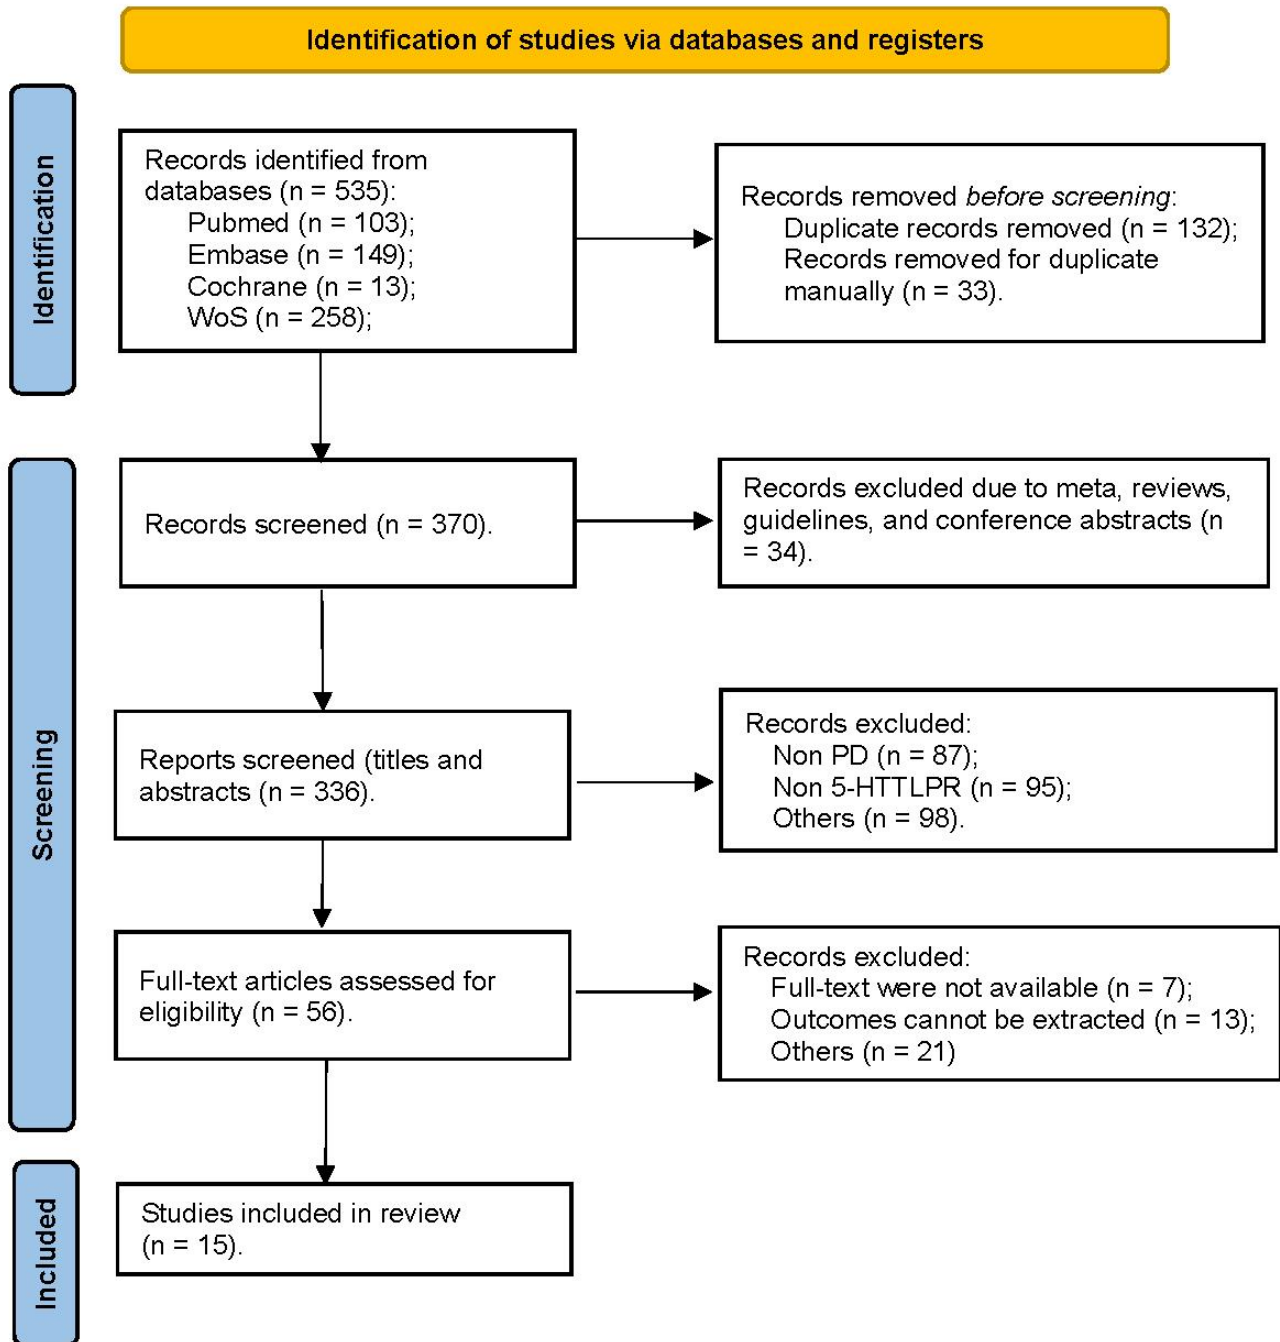 Identification of studies via databases and registers
Identification
Records identified from
databases (n = 535):
Pubmed (n = 103);
Embase (n = 149);
Cochrane (n = 13);
WoS (n = 258);
Records removed before screening:
Duplicate records removed (n = 132);
Records removed for duplicate
manually (n = 33).
Screening
Records screened (n = 370).
Records excluded due to meta, reviews,
guidelines, and conference abstracts (n
= 34).
Reports screened (titles and
abstracts (n = 336).
Records excluded:
Non PD (n = 87);
Non 5-HTTLPR (n = 95);
Others (n = 98).
Full-text articles assessed for
eligibility (n = 56).
Records excluded:
Full-text were not available (n = 7);
Outcomes cannot be extracted (n = 13);
Others (n = 21)
Included
Studies included in review
(n = 15).